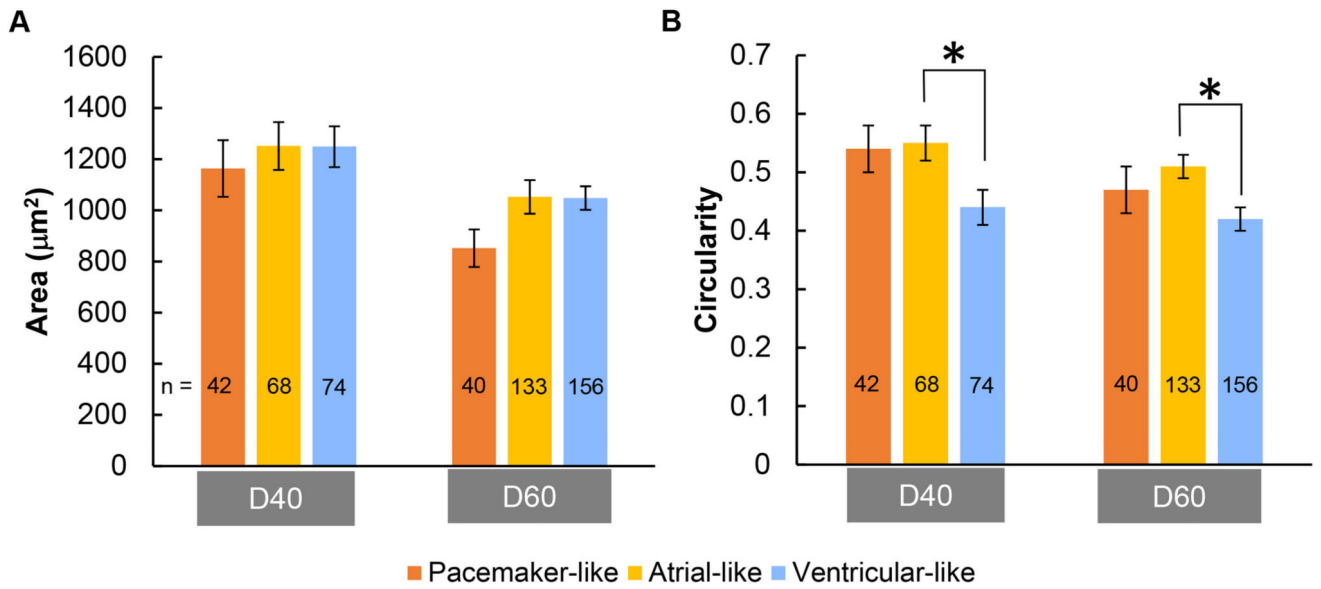 A
Area (μm²)
1600
1400
1200
1000
800
600
400
200
0
n = 42 68 74
40 133 156
D40 D60
B
Circularity
0.7
0.6
0.5
0.4
0.3
0.2
0.1
0
* *
42 68 74
40 133 156
D40 D60
Pacemaker-like Atrial-like Ventricular-like